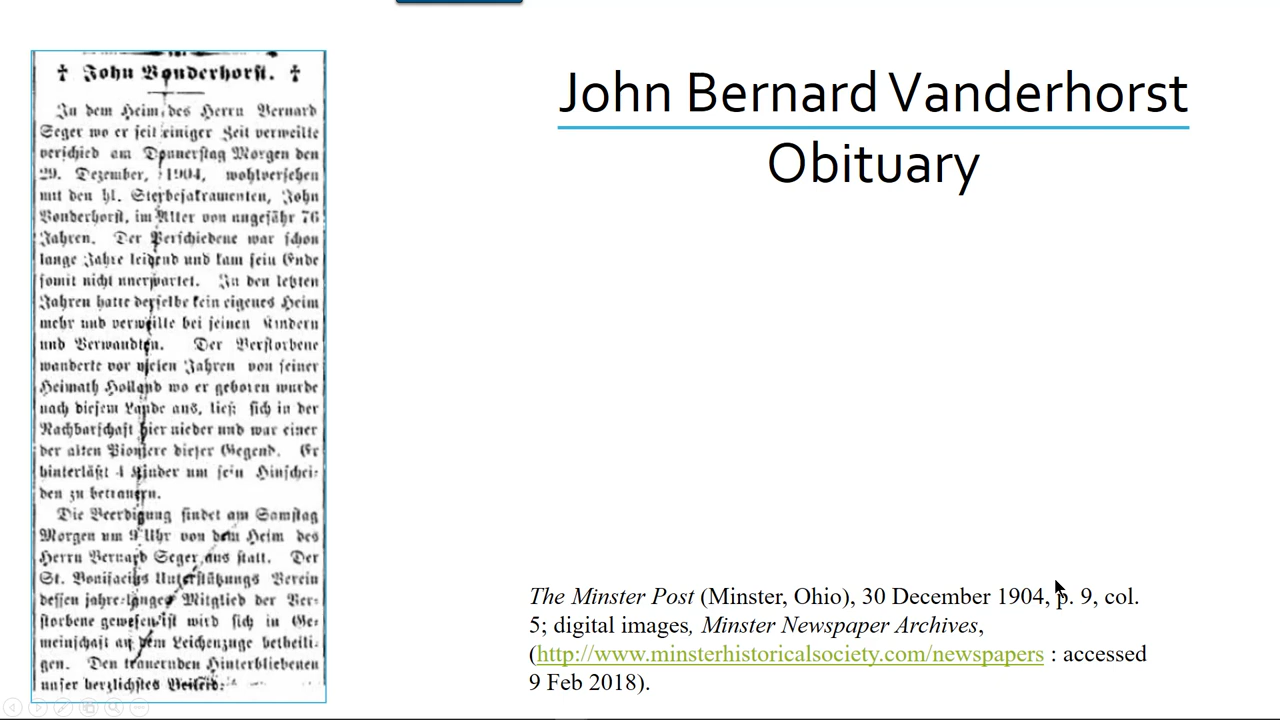 ✝ John Vonderhorst. ✝
In dem Heim des Herrn Bernard
Seger wo er seit einiger Zeit verweilte
verschied am Donnerstag Morgen den
29. Dezember, 1904, wohlversehen
mit den hl. Sterbesakramenten, John
Vonderhorst, im Alter von ungefähr 76
Jahren. Der Verschiedene war schon
lange Jahre leidend und kam sein Ende
somit nicht unerwartet. In den letzten
Jahren hatte derselbe kein eigenes Heim
mehr und verweilte bei seinen Kindern
und Verwandten. Der Verstorbene
wanderte vor vielen Jahren von seiner
Heimath Holland wo er geboren wurde
nach diesem Lande aus, ließ sich in der
Nachbarschaft hier nieder und war einer
der alten Pioniere dieser Gegend. Er
hinterläßt 4 Kinder um sein Hinschei-
den zu betrauern.
Die Beerdigung findet am Samstag
Morgen um 9 Uhr von dem Heim des
Herrn Bernard Seger aus statt. Der
St. Bonifacius Unterstützungs Verein
dessen jahre-langes Mitglied der Ver-
storbene gewesen ist wird sich in Ge-
meinschaft an dem Leichenzuge betheili-
gen. Den trauernden Hinterbliebenen
unser herzlichstes Beileid.
John Bernard Vanderhorst
Obituary
The Minster Post (Minster, Ohio), 30 December 1904, p. 9, col.
5; digital images, Minster Newspaper Archives,
(http://www.minsterhistoricalsociety.com/newspapers : accessed
9 Feb 2018).